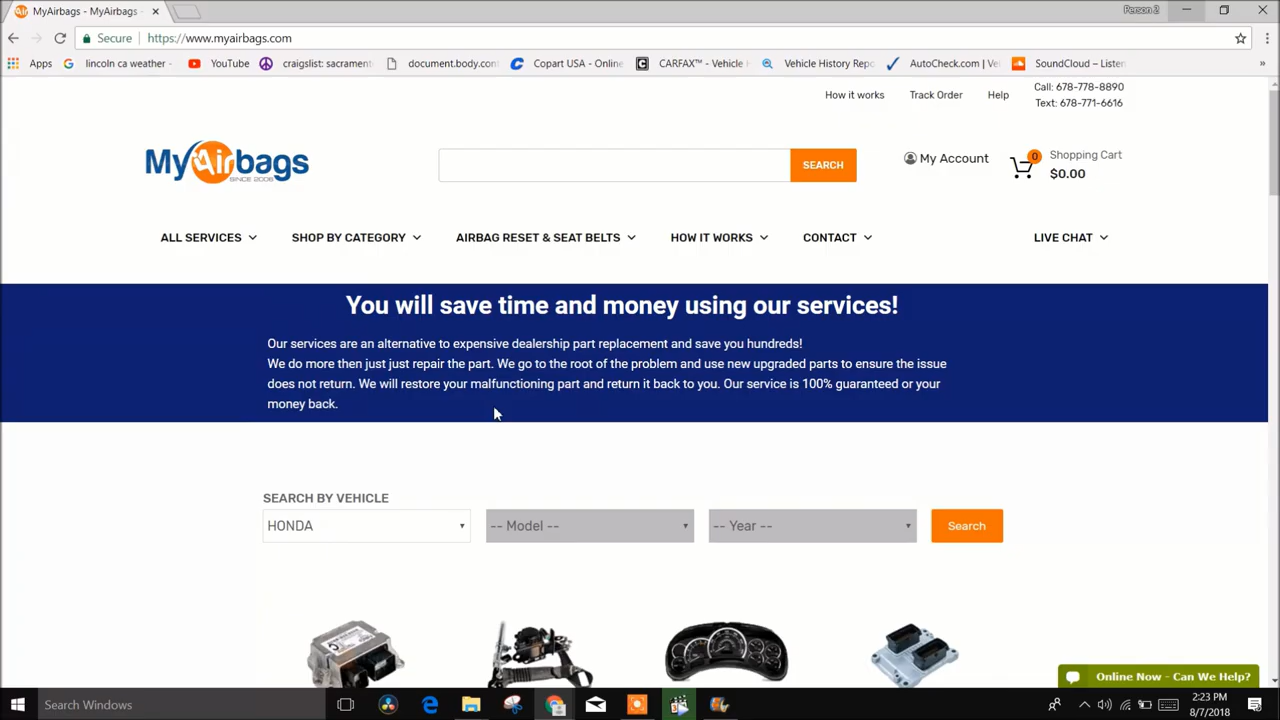 MyAirbags - MyAirbags -
Person 2
Secure
https://www.myairbags.com
Apps
lincoln ca weather -
YouTube
craigslist: sacrament
document.body.cont
Copart USA - Online
CARFAX™ - Vehicle H
Vehicle History Repo
AutoCheck.com | Ve
SoundCloud – Listen
»
How it works
Track Order
Help
Call: 678-778-8890
Text: 678-771-6616
MyAirbags
SINCE 2006
SEARCH
My Account
0
Shopping Cart
$0.00
ALL SERVICES
SHOP BY CATEGORY
AIRBAG RESET & SEAT BELTS
HOW IT WORKS
CONTACT
LIVE CHAT
You will save time and money using our services!
Our services are an alternative to expensive dealership part replacement and save you hundreds!
We do more then just just repair the part. We go to the root of the problem and use new upgraded parts to ensure the issue
does not return. We will restore your malfunctioning part and return it back to you. Our service is 100% guaranteed or your
money back.
SEARCH BY VEHICLE
HONDA
-- Model --
-- Year --
Search
Online Now - Can We Help?
Search Windows
2:23 PM
8/7/2018